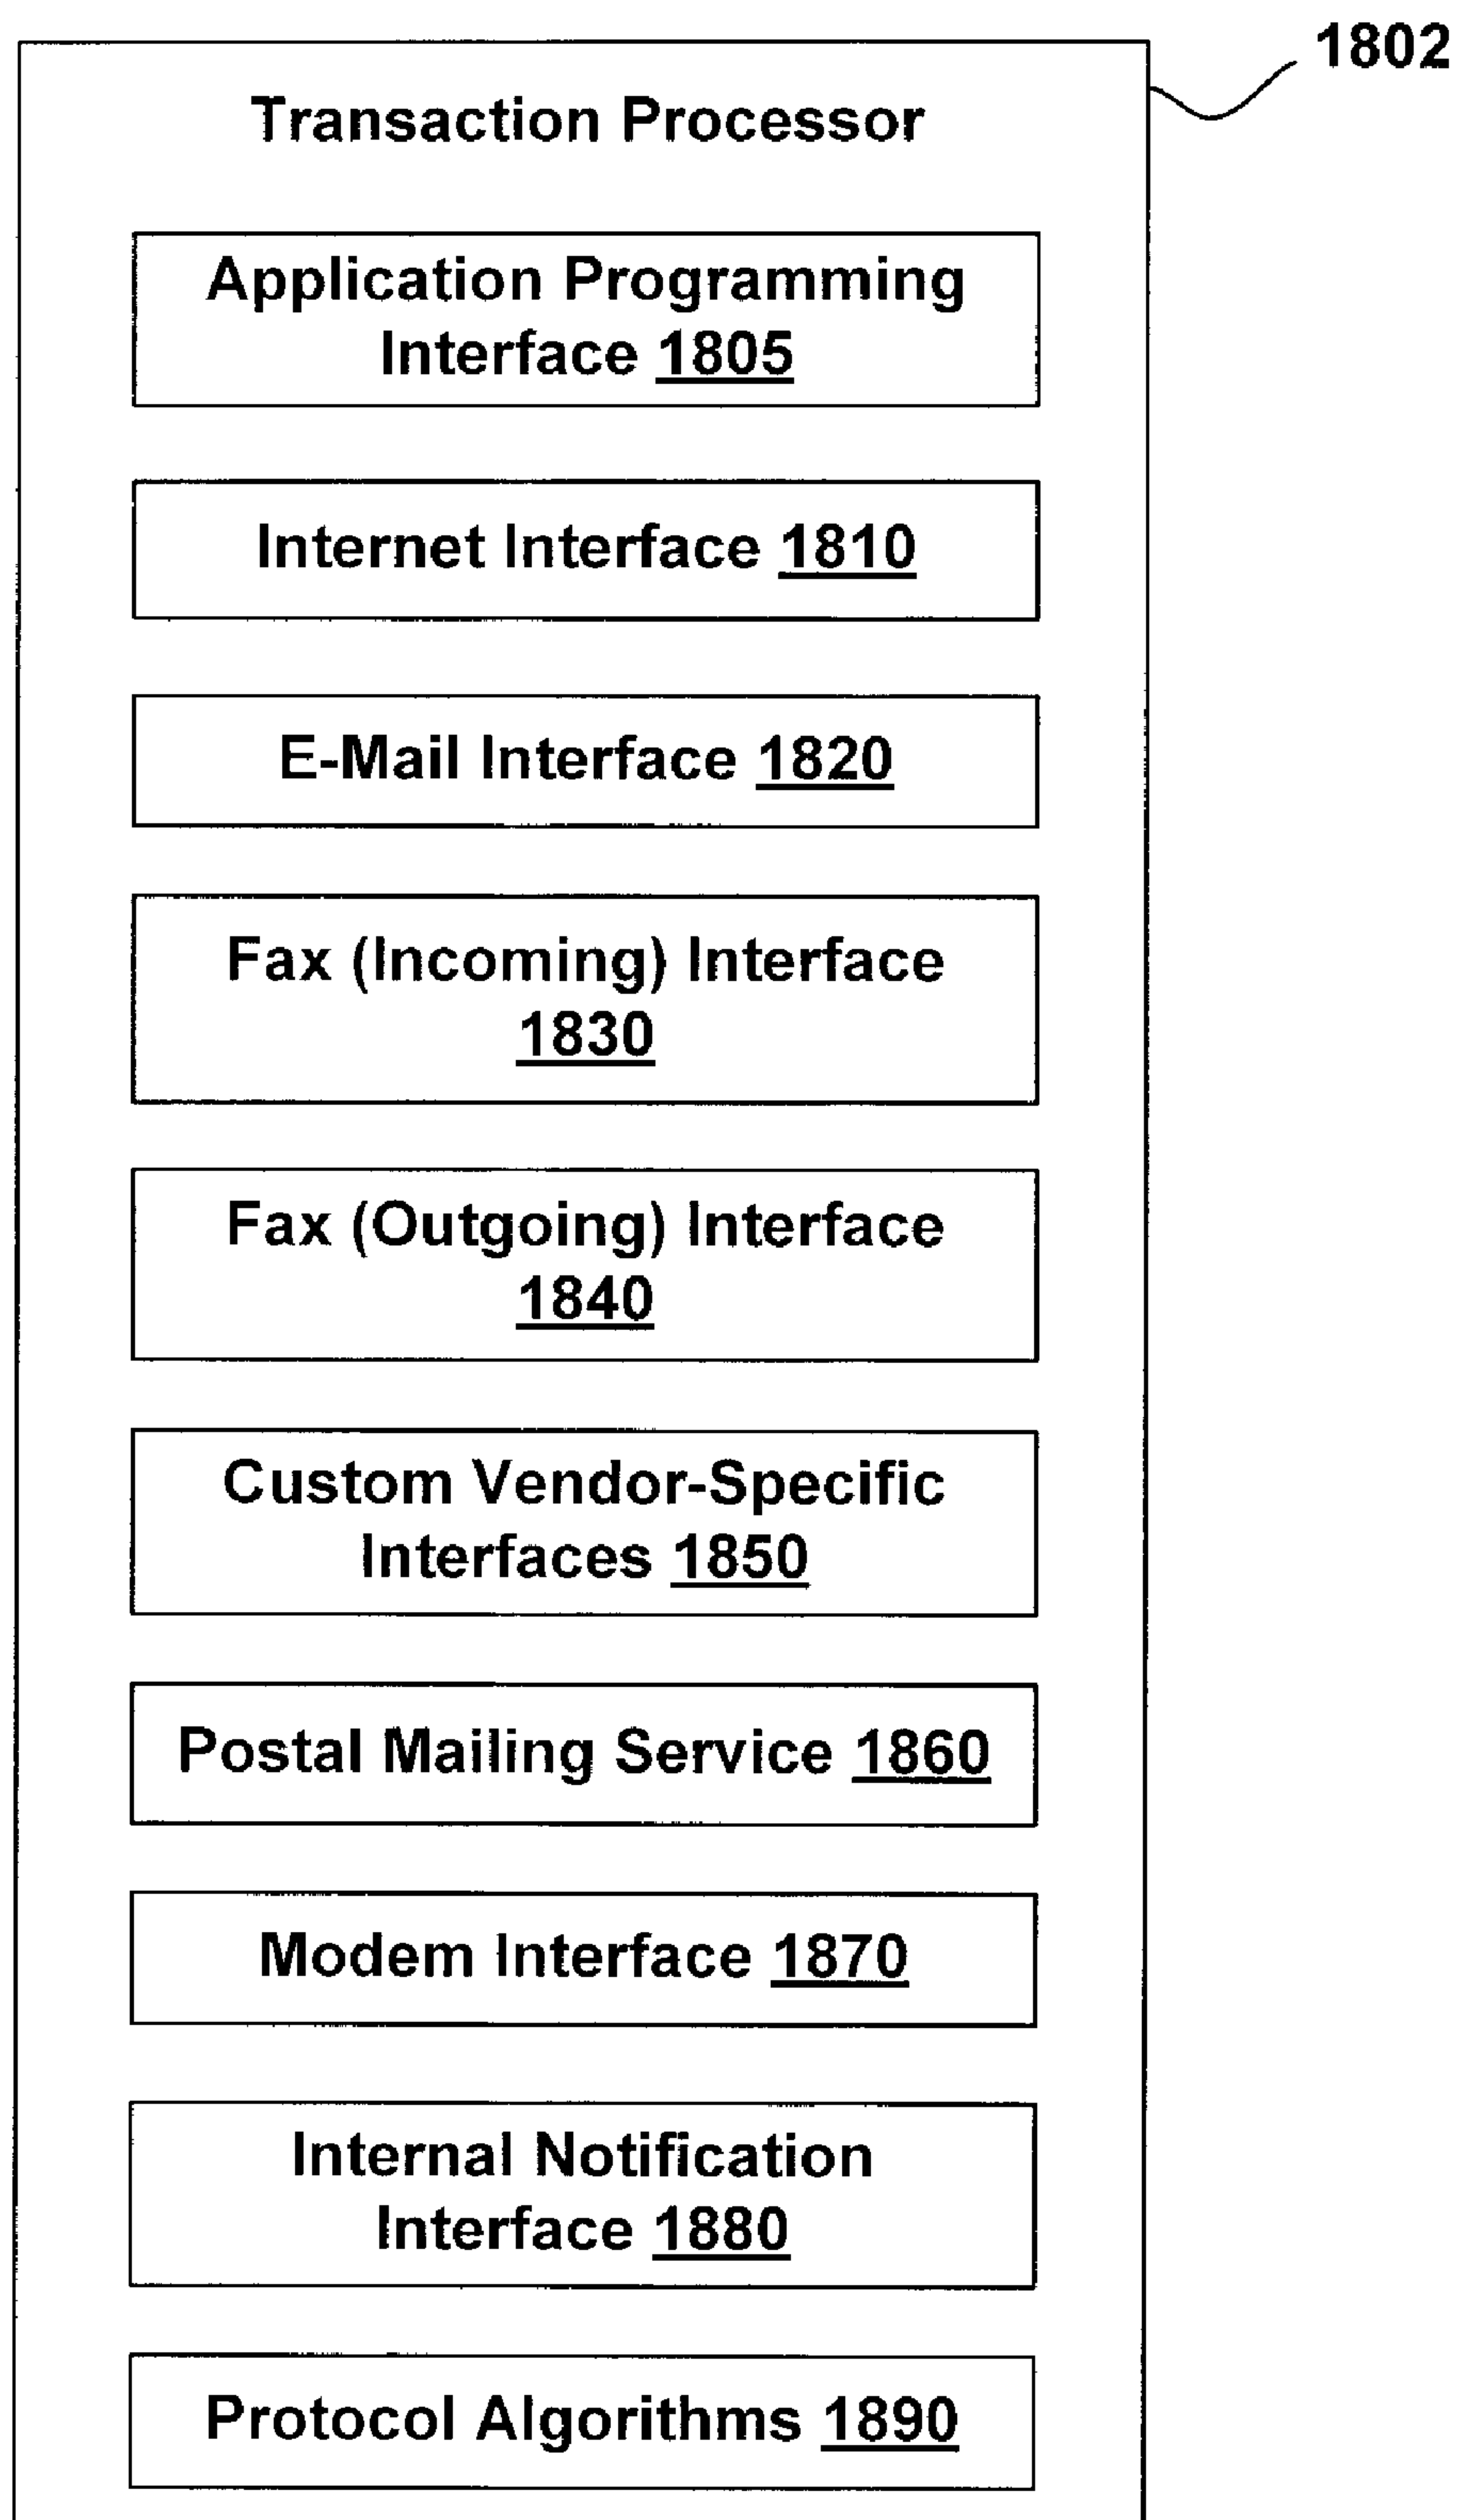 1802
Transaction Processor
Application Programming
Interface 1805
Internet Interface 1810
E-Mail Interface 1820
Fax (Incoming) Interface
1830
Fax (Outgoing) Interface
1840
Custom Vendor-Specific
Interfaces 1850
Postal Mailing Service 1860
Modem Interface 1870
Internal Notification
Interface 1880
Protocol Algorithms 1890